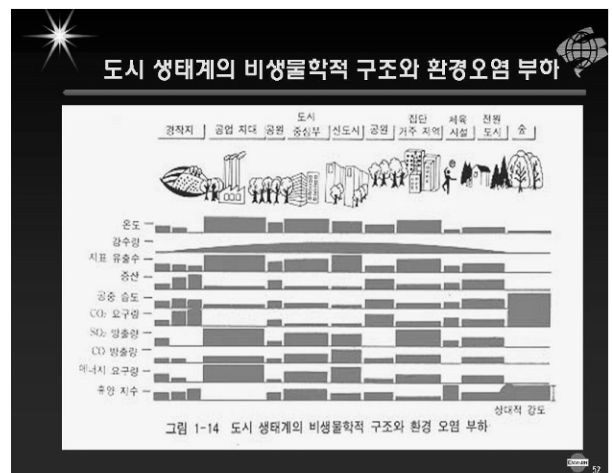 도시 생태계의 비생물학적 구조와 환경오염 부하
경작지 공업 지대 공원 도시 중심부 신도시 공원 집단 거주 지역 체육 시설 전원 도시 숲
온도
강수량
지표 유출수
증산
공중 습도
CO₂ 요구량
SO₂ 방출량
CO 방출량
에너지 요구량
휴양 지수
상대적 강도
그림 1-14 도시 생태계의 비생물학적 구조와 환경 오염 부하
52